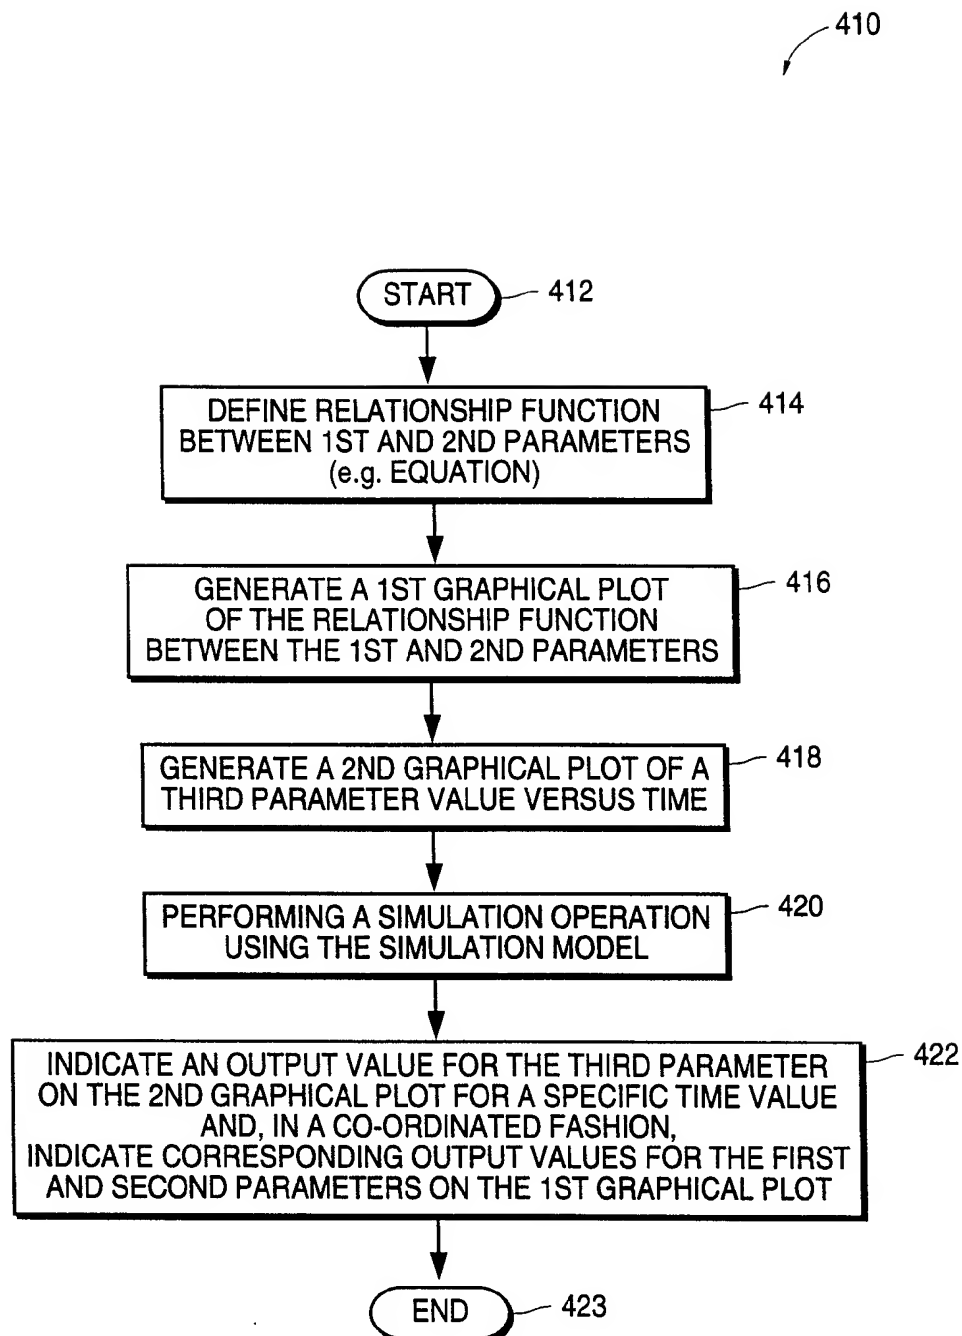 410
START
412
DEFINE RELATIONSHIP FUNCTION
BETWEEN 1ST AND 2ND PARAMETERS
(e.g. EQUATION)
414
GENERATE A 1ST GRAPHICAL PLOT
OF THE RELATIONSHIP FUNCTION
BETWEEN THE 1ST AND 2ND PARAMETERS
416
GENERATE A 2ND GRAPHICAL PLOT OF A
THIRD PARAMETER VALUE VERSUS TIME
418
PERFORMING A SIMULATION OPERATION
USING THE SIMULATION MODEL
420
INDICATE AN OUTPUT VALUE FOR THE THIRD PARAMETER
ON THE 2ND GRAPHICAL PLOT FOR A SPECIFIC TIME VALUE
AND, IN A CO-ORDINATED FASHION,
INDICATE CORRESPONDING OUTPUT VALUES FOR THE FIRST
AND SECOND PARAMETERS ON THE 1ST GRAPHICAL PLOT
422
END
423